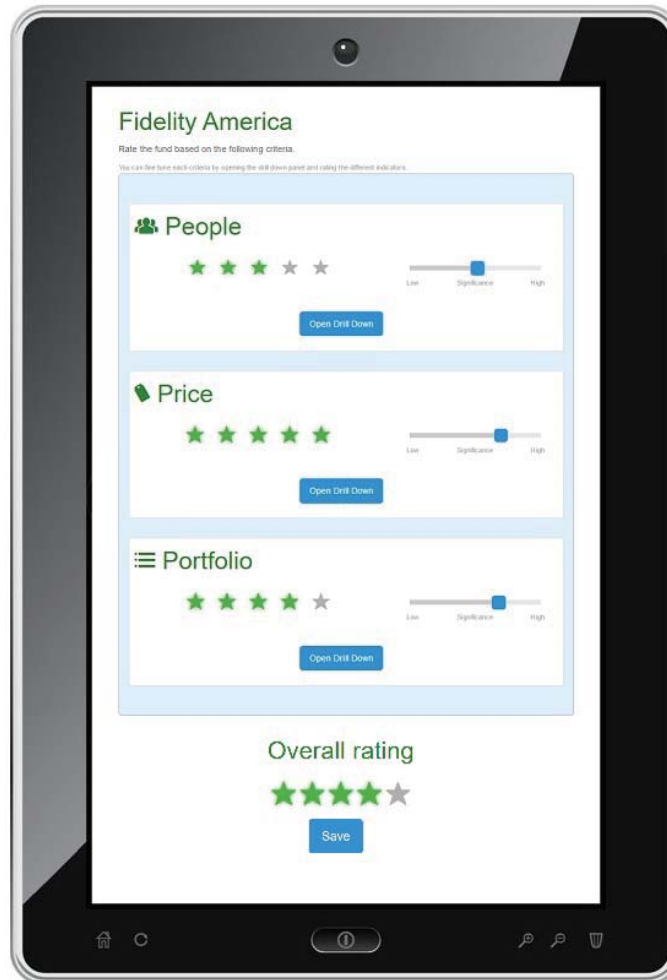 Fidelity America
Rate the fund based on the following criteria.
You can fine tune each criteria by opening the drill down panel and rating the different indicators.
People
Low Significance High
Open Drill Down
Price
Low Significance High
Open Drill Down
Portfolio
Low Significance High
Open Drill Down
Overall rating
Save